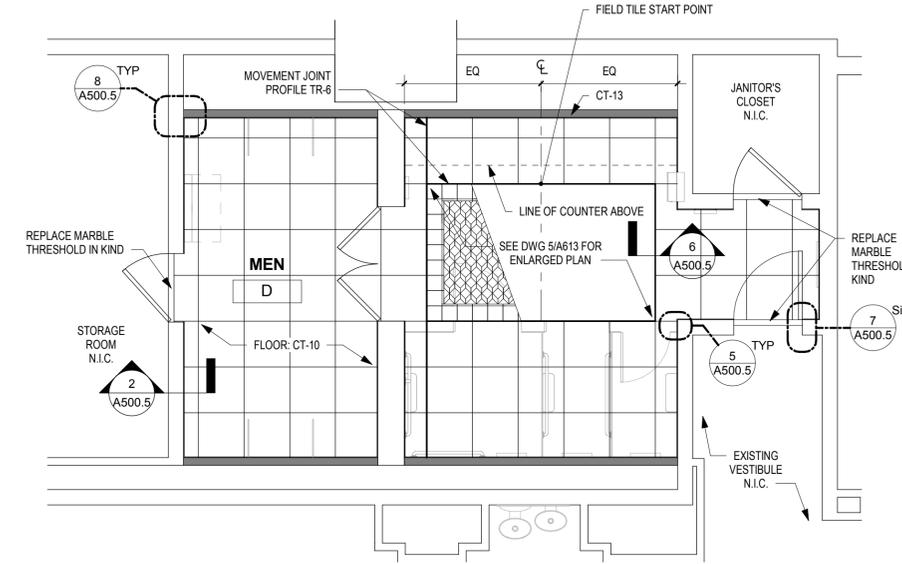 FIELD TILE START POINT
8
A500.5
TYP
MOVEMENT JOINT
PROFILE TR-6
EQ
℄
EQ
CT-13
JANITOR'S
CLOSET
N.I.C.
LINE OF COUNTER ABOVE
REPLACE MARBLE
THRESHOLD IN KIND
MEN
D
SEE DWG 5/A613 FOR
ENLARGED PLAN
6
A500.5
REPLACE
MARBLE
KIND
STORAGE
ROOM
N.I.C.
FLOOR: CT-10
2
A500.5
5
A500.5
TYP
7
A500.5
EXISTING
VESTIBULE
N.I.C.